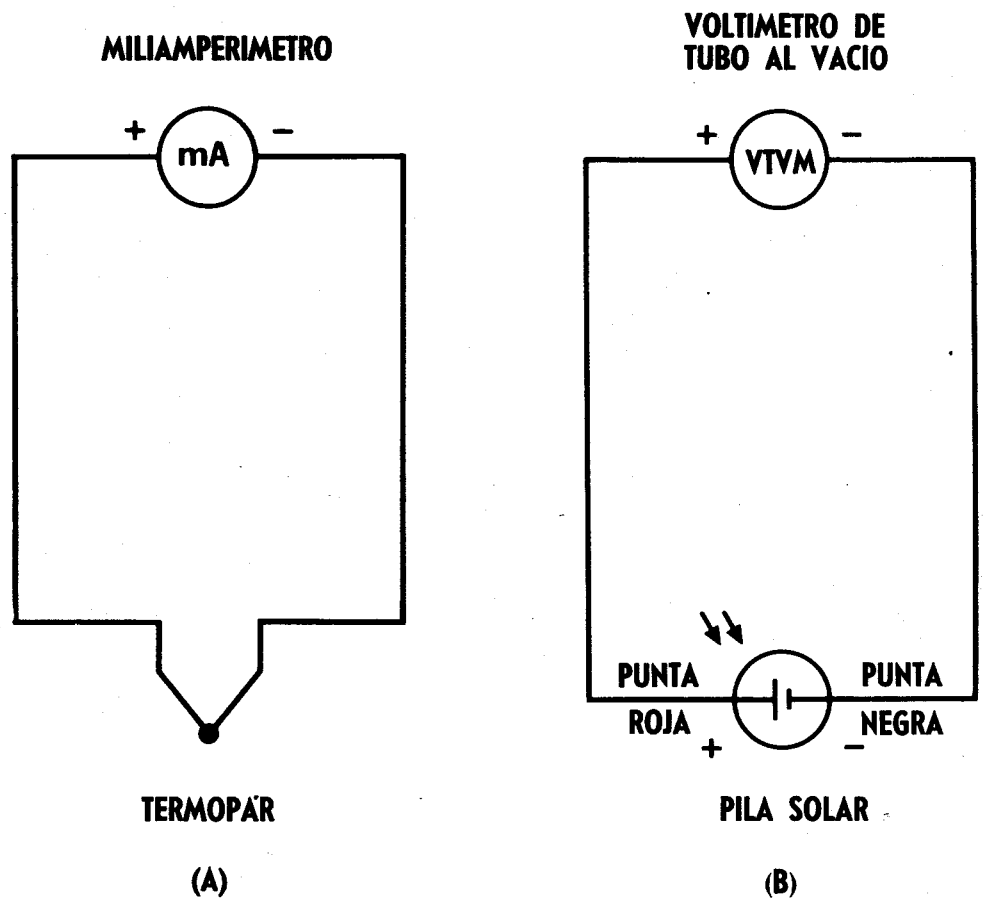 MILIAMPERIMETRO
+ mA −
TERMOPAR
(A)
VOLTIMETRO DE
TUBO AL VACIO
+ VTVM −
PUNTA PUNTA
ROJA NEGRA
+ −
PILA SOLAR
(B)